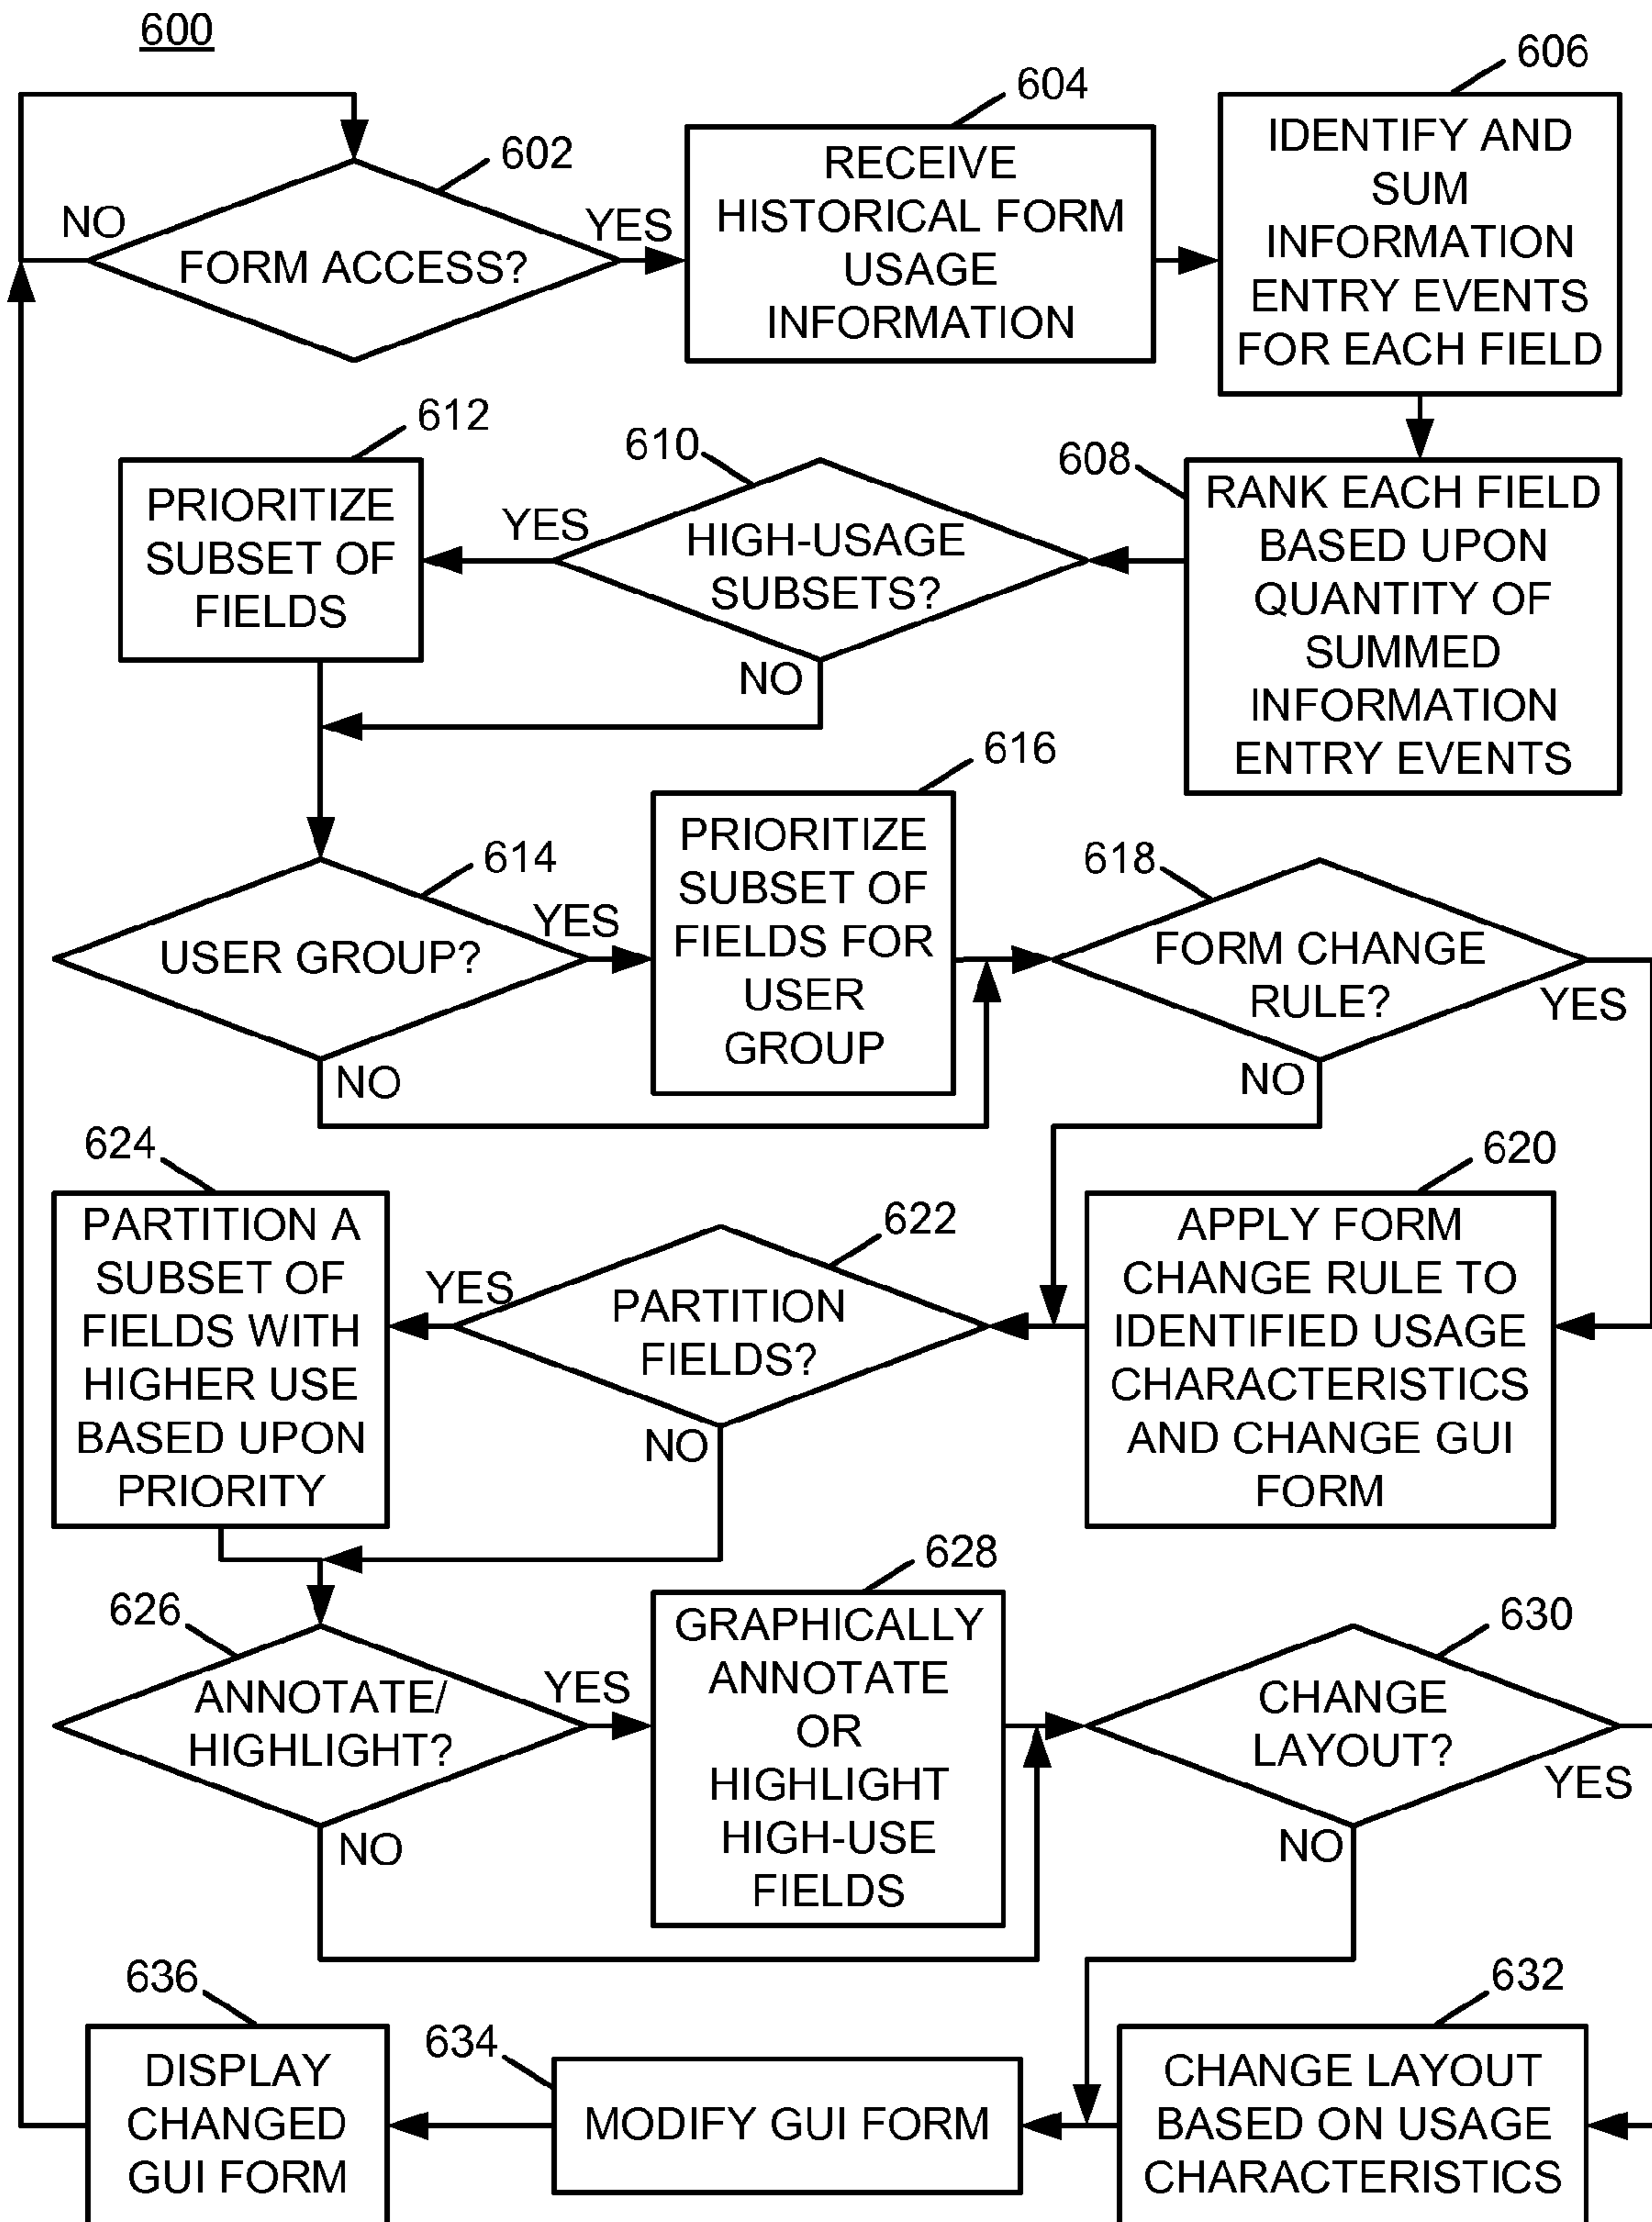 600
602
FORM ACCESS?
NO
YES
604
RECEIVE
HISTORICAL FORM
USAGE
INFORMATION
606
IDENTIFY AND
SUM
INFORMATION
ENTRY EVENTS
FOR EACH FIELD
608
RANK EACH FIELD
BASED UPON
QUANTITY OF
SUMMED
INFORMATION
ENTRY EVENTS
610
HIGH-USAGE
SUBSETS?
YES
NO
612
PRIORITIZE
SUBSET OF
FIELDS
614
USER GROUP?
YES
NO
616
PRIORITIZE
SUBSET OF
FIELDS FOR
USER
GROUP
618
FORM CHANGE
RULE?
YES
NO
620
APPLY FORM
CHANGE RULE TO
IDENTIFIED USAGE
CHARACTERISTICS
AND CHANGE GUI
FORM
622
PARTITION
FIELDS?
YES
NO
624
PARTITION A
SUBSET OF
FIELDS WITH
HIGHER USE
BASED UPON
PRIORITY
626
ANNOTATE/
HIGHLIGHT?
YES
NO
628
GRAPHICALLY
ANNOTATE
OR
HIGHLIGHT
HIGH-USE
FIELDS
630
CHANGE
LAYOUT?
YES
NO
632
CHANGE LAYOUT
BASED ON USAGE
CHARACTERISTICS
634
MODIFY GUI FORM
636
DISPLAY
CHANGED
GUI FORM